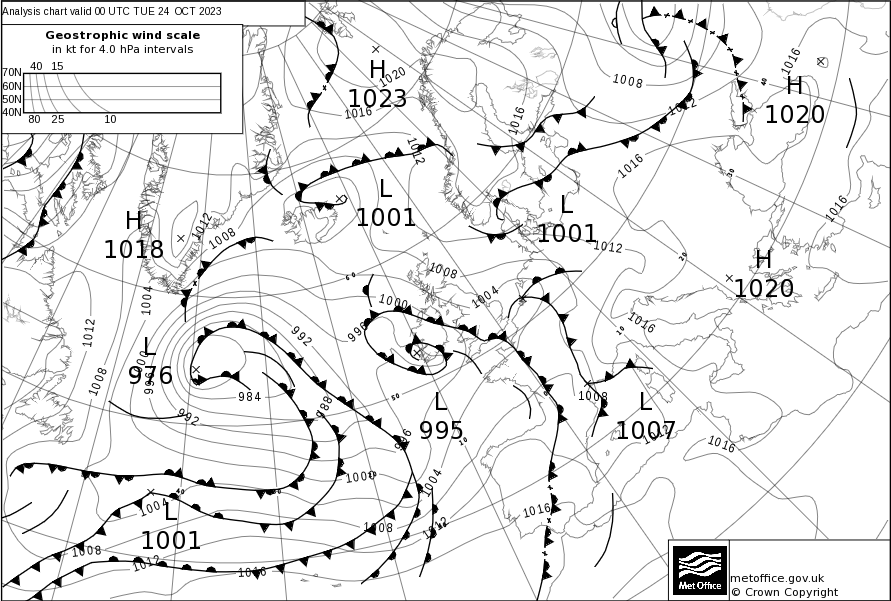 Analysis chart valid 00 UTC TUE 24 OCT 2023
Geostrophic wind scale
in kt for 4.0 hPa intervals
40 15
70N
60N
50N
40N
80 25 10
H
1023
1020
1016
1016
1012
1008
1012
1016
H
1020
1016
1016
L
1001
L
1001
1012
H
1018
1012
1008
1004
1012
1008
H
1020
1008
1004
1000
996
1016
L
976
992
984
988
992
996
L
995
1008
L
1007
1012
1016
1004
1008
1012
1016
1000
1004
L
1001
1008
1012
1016
Met Office
metoffice.gov.uk
© Crown Copyright